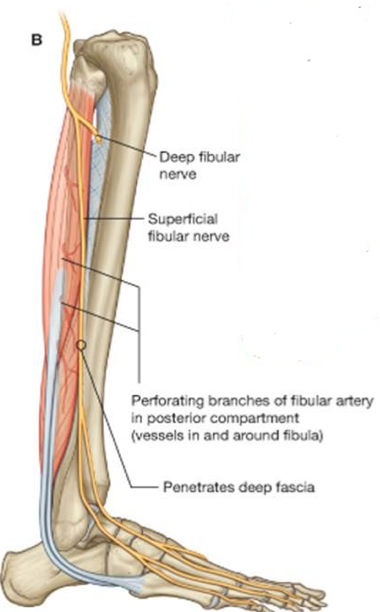 B
Deep fibular
nerve
Superficial
fibular nerve
Perforating branches of fibular artery
in posterior compartment
(vessels in and around fibula)
Penetrates deep fascia